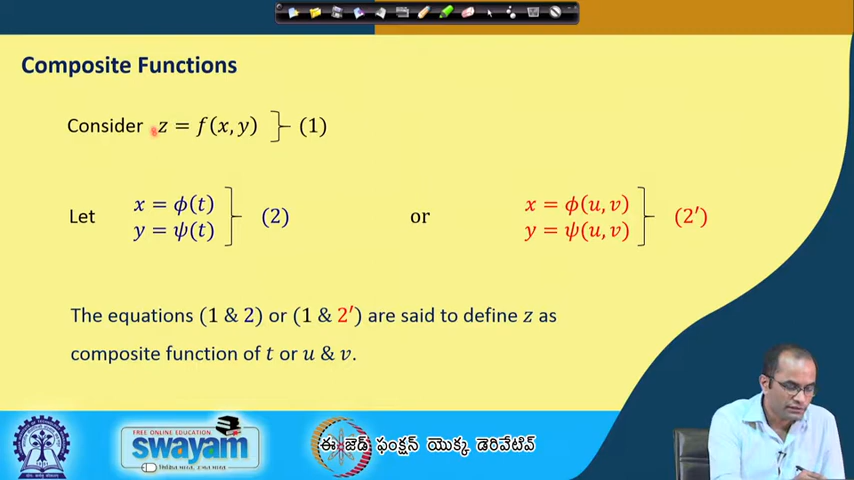 Composite Functions
Consider z = f(x, y) } (1)
Let x = ϕ(t) } (2) or x = ϕ(u, v) } (2′)
y = ψ(t) y = ψ(u, v)
The equations (1 & 2) or (1 & 2′) are said to define z as
composite function of t or u & v.
FREE ONLINE EDUCATION
swayam
ఈ జెడ్ ఫంక్షన్ యొక్క డెరివేటివ్